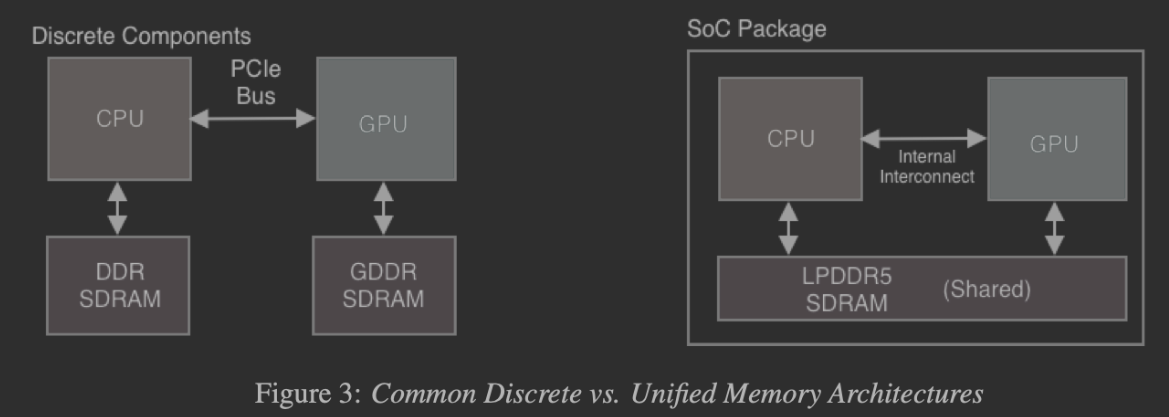 Discrete Components
PCIe
Bus
CPU
GPU
DDR
SDRAM
GDDR
SDRAM
SoC Package
CPU
Internal
Interconnect
GPU
LPDDR5
SDRAM
(Shared)
Figure 3: Common Discrete vs. Unified Memory Architectures